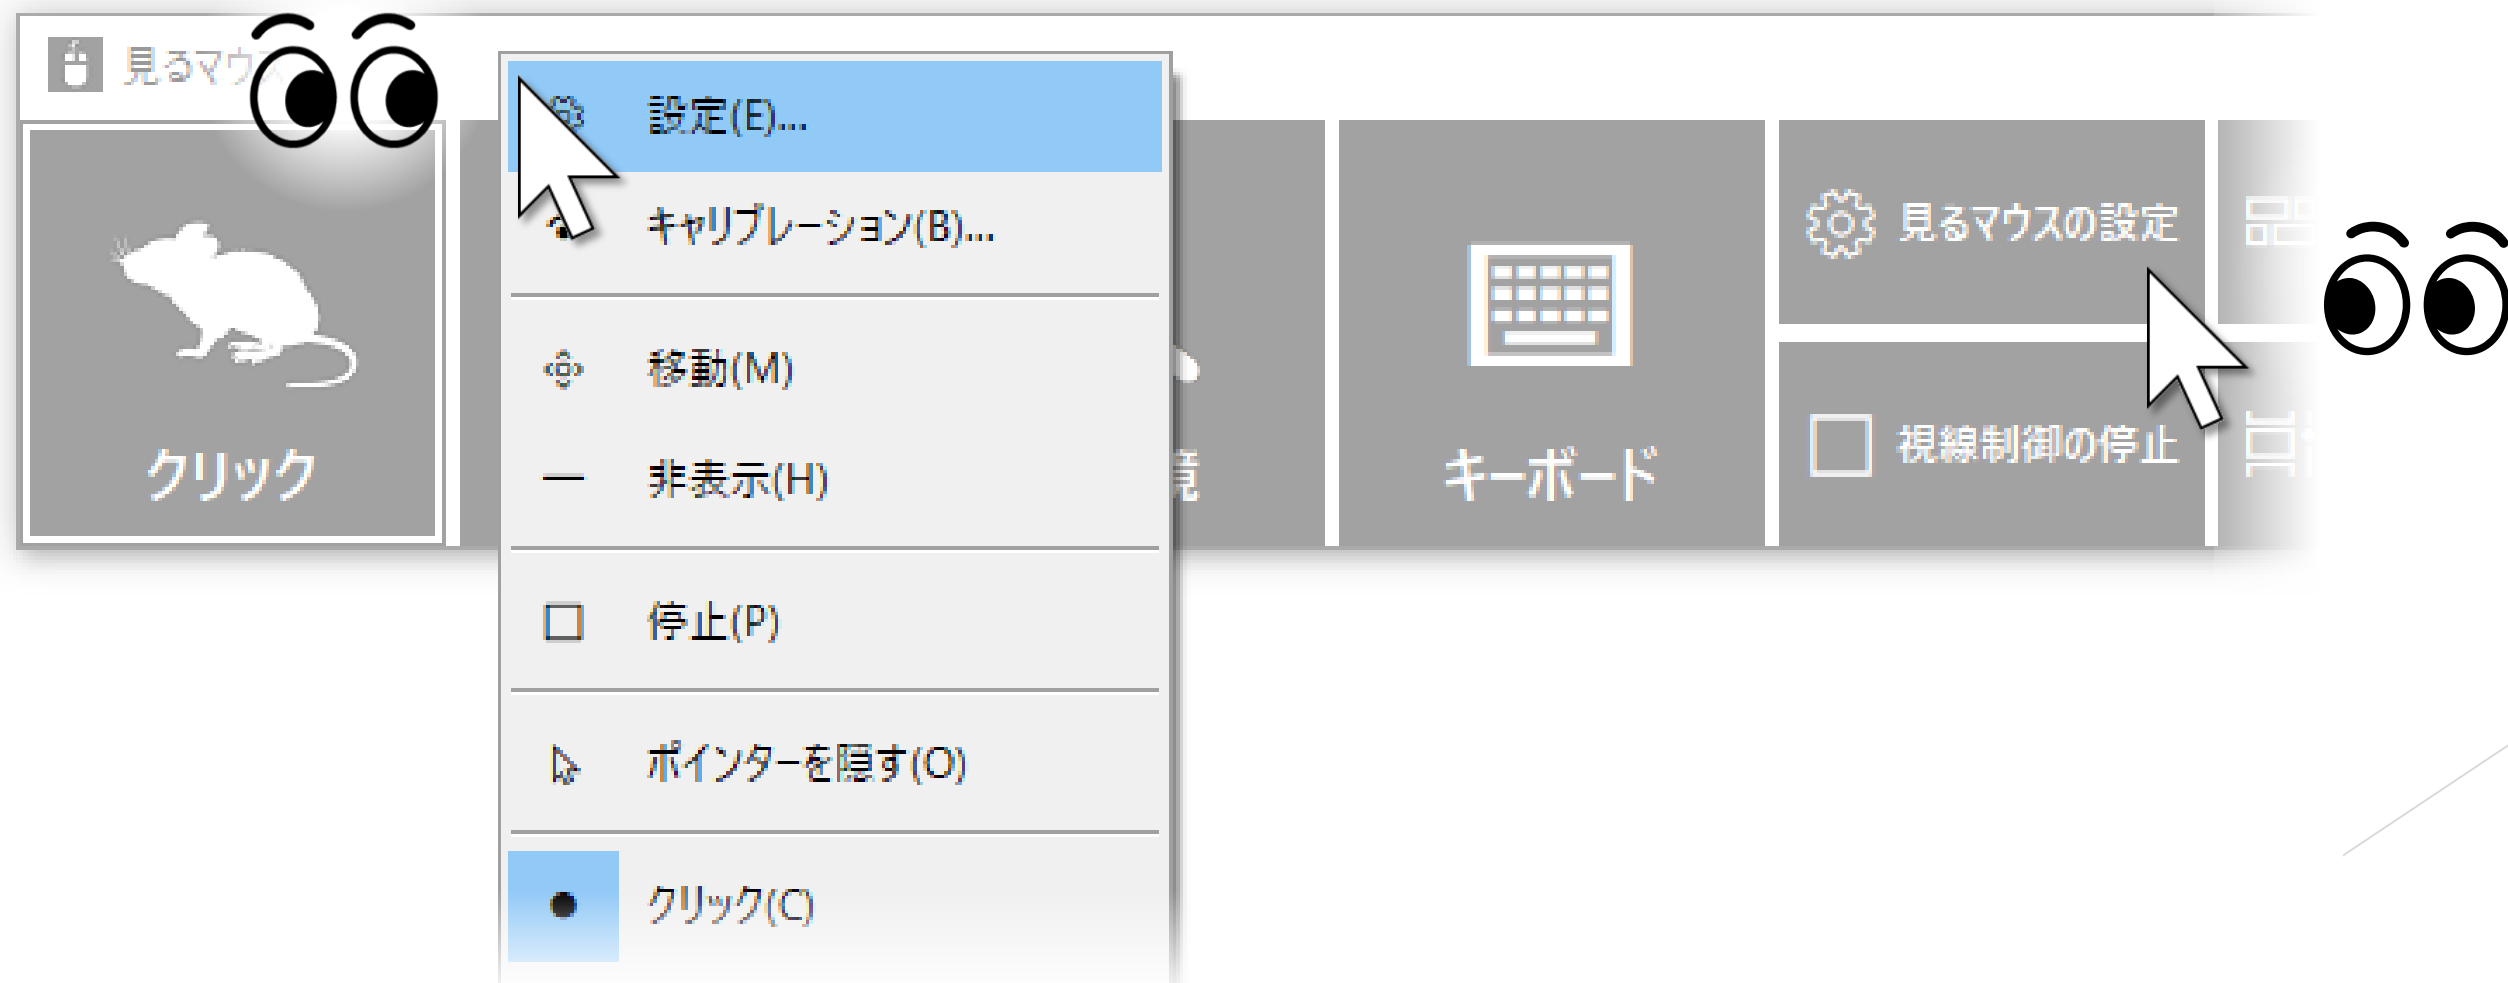 見るマウス
設定(E)...
キャリブレーション(B)...
移動(M)
非表示(H)
停止(P)
ポインターを隠す(O)
クリック(C)
クリック
キーボード
見るマウスの設定
視線制御の停止